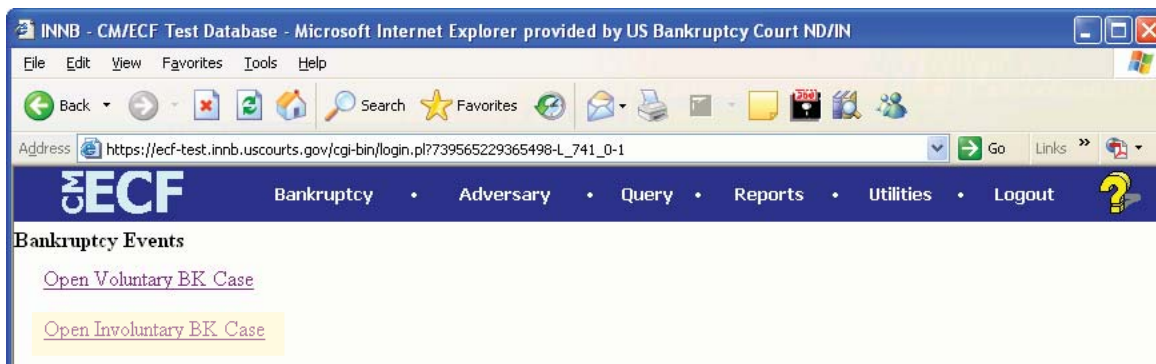 INNB - CM/ECF Test Database - Microsoft Internet Explorer provided by US Bankruptcy Court ND/IN
File Edit View Favorites Tools Help
Back Search Favorites 360
Address https://ecf-test.innb.uscourts.gov/cgi-bin/login.pl?739565229365498-L_741_0-1 Go Links »
CM ECF Bankruptcy • Adversary • Query • Reports • Utilities • Logout ?
Bankruptcy Events
Open Voluntary BK Case
Open Involuntary BK Case